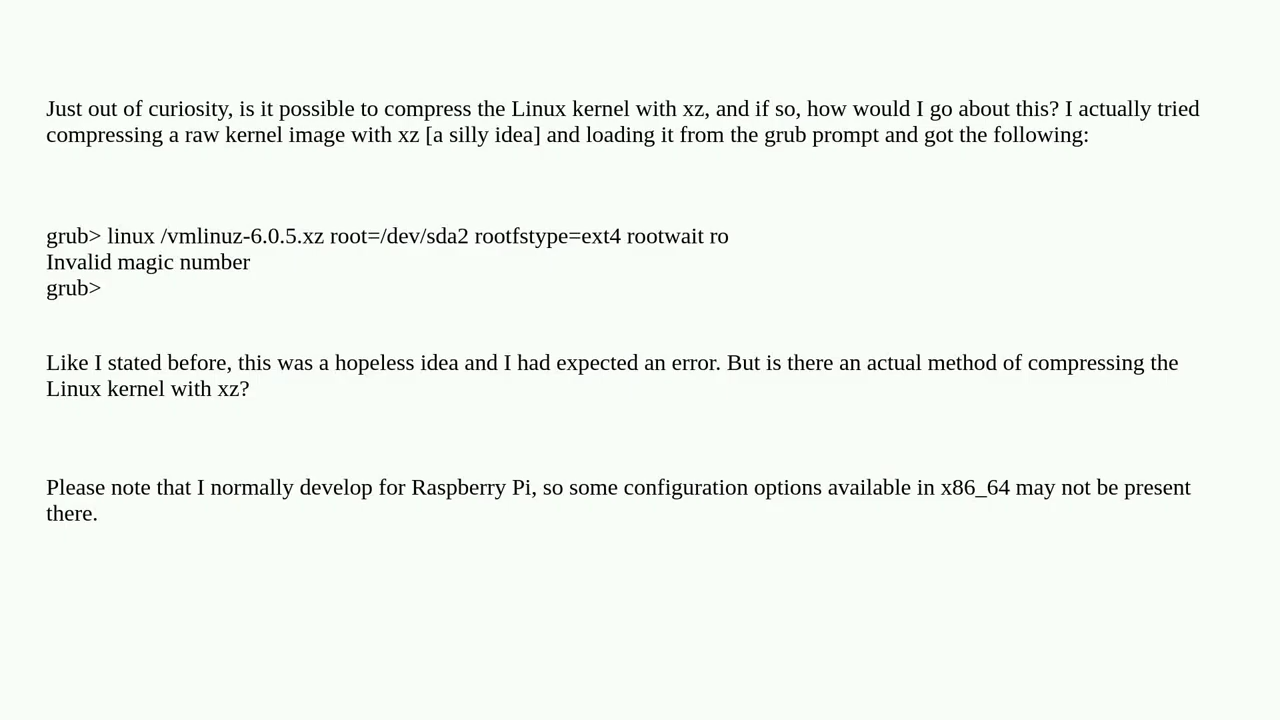 Just out of curiosity, is it possible to compress the Linux kernel with xz, and if so, how would I go about this? I actually tried
compressing a raw kernel image with xz [a silly idea] and loading it from the grub prompt and got the following:
grub> linux /vmlinuz-6.0.5.xz root=/dev/sda2 rootfstype=ext4 rootwait ro
Invalid magic number
grub>
Like I stated before, this was a hopeless idea and I had expected an error. But is there an actual method of compressing the
Linux kernel with xz?
Please note that I normally develop for Raspberry Pi, so some configuration options available in x86_64 may not be present
there.